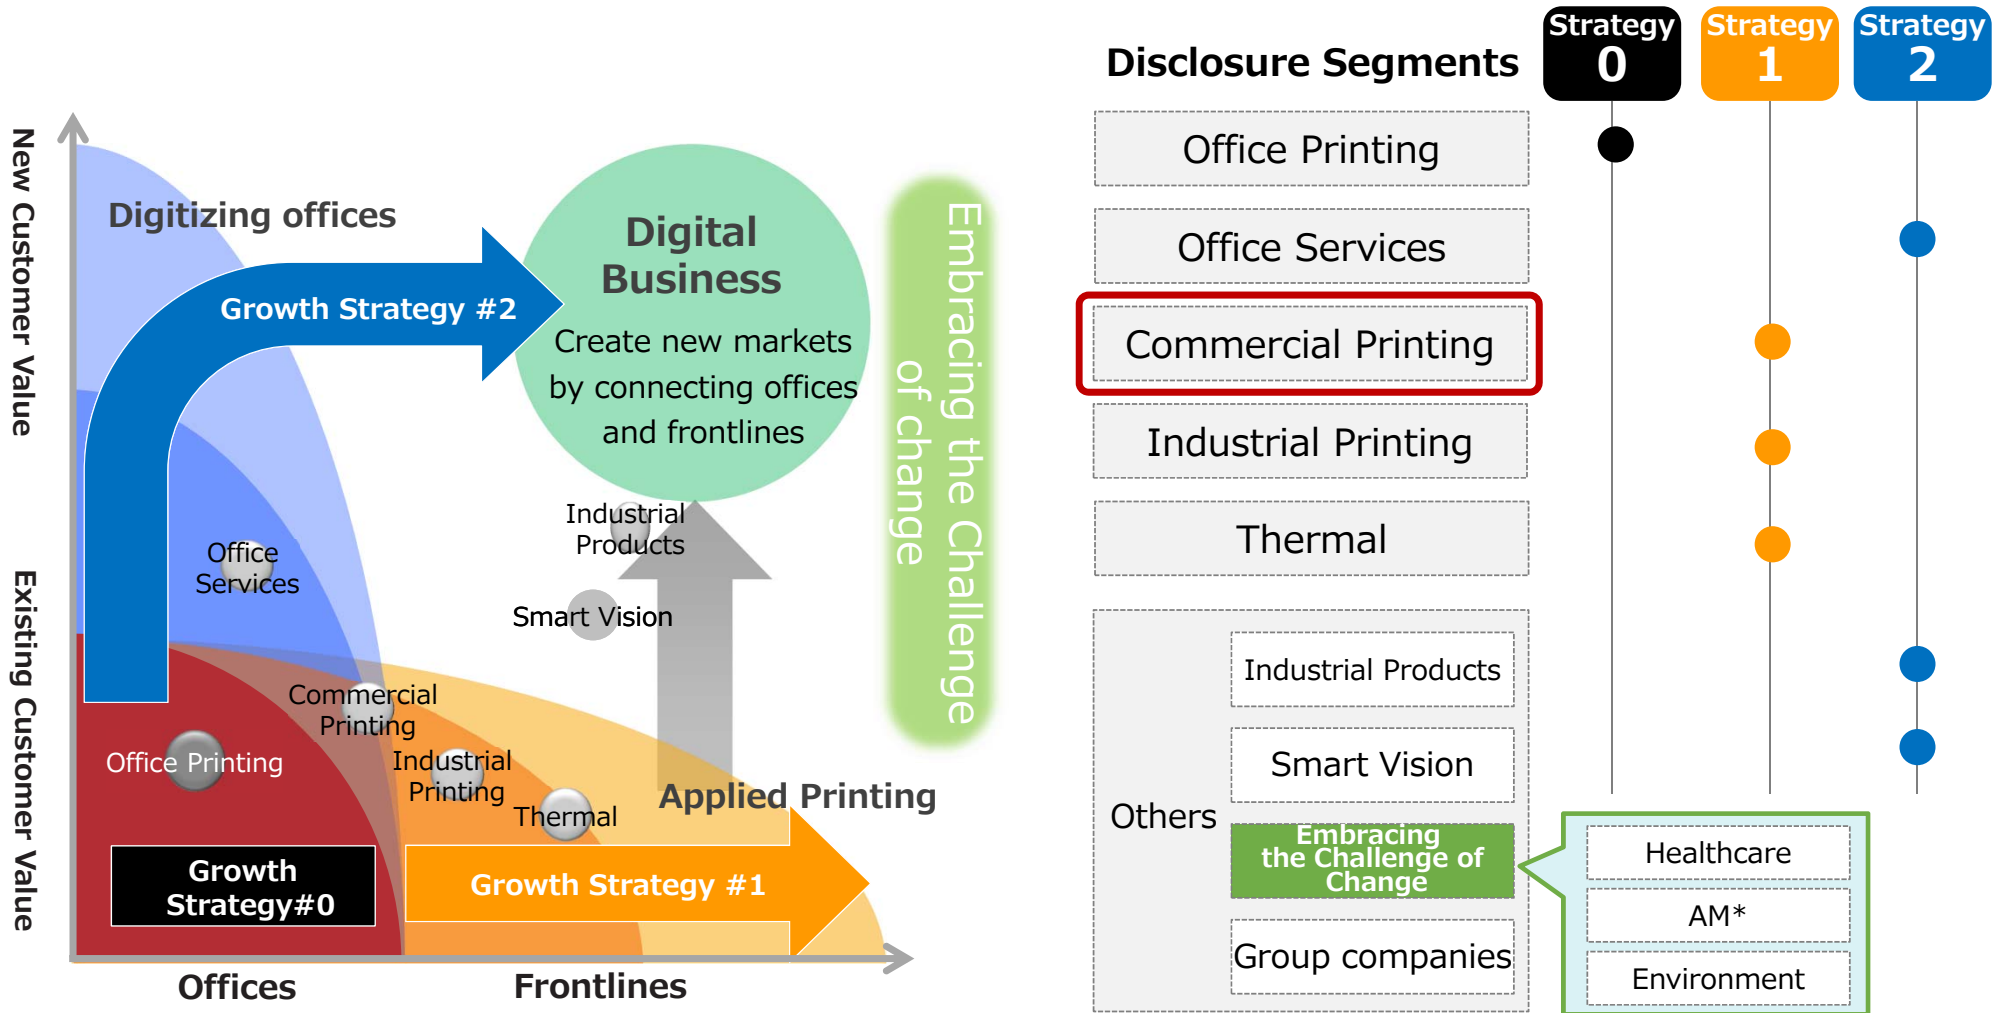 New Customer Value
Existing Customer Value
Digitizing offices
Growth Strategy #2
Digital
Business
Create new markets
by connecting offices
and frontlines
Embracing the Challenge
of change
Industrial
Products
Office
Services
Smart Vision
Commercial
Printing
Office Printing
Industrial
Printing
Thermal
Applied Printing
Growth
Strategy#0
Growth Strategy #1
Offices
Frontlines
Disclosure Segments
Strategy
0
Strategy
1
Strategy
2
Office Printing
Office Services
Commercial Printing
Industrial Printing
Thermal
Others
Industrial Products
Smart Vision
Embracing
the Challenge of
Change
Group companies
Healthcare
AM*
Environment